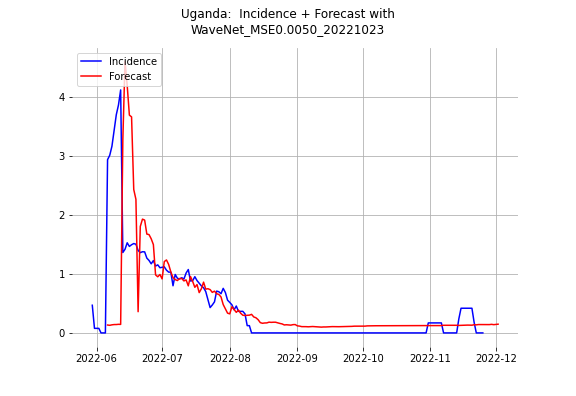 Uganda:  Incidence + Forecast with
WaveNet_MSE0.0050_20221023
Incidence
Forecast
4
3
2
1
0
2022-06 2022-07 2022-08 2022-09 2022-10 2022-11 2022-12